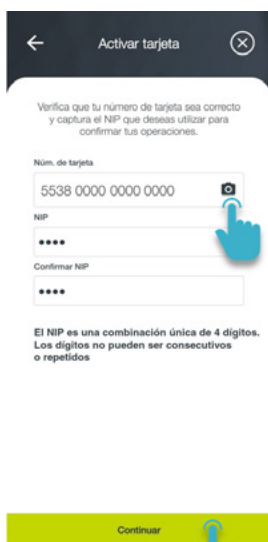 Activar tarjeta
Verifica que tu número de tarjeta sea correcto
y captura el NIP que deseas utilizar para
confirmar tus operaciones.
Núm. de tarjeta
5538 0000 0000 0000
NIP
••••
Confirmar NIP
••••
El NIP es una combinación única de 4 dígitos.
Los dígitos no pueden ser consecutivos
o repetidos
Continuar